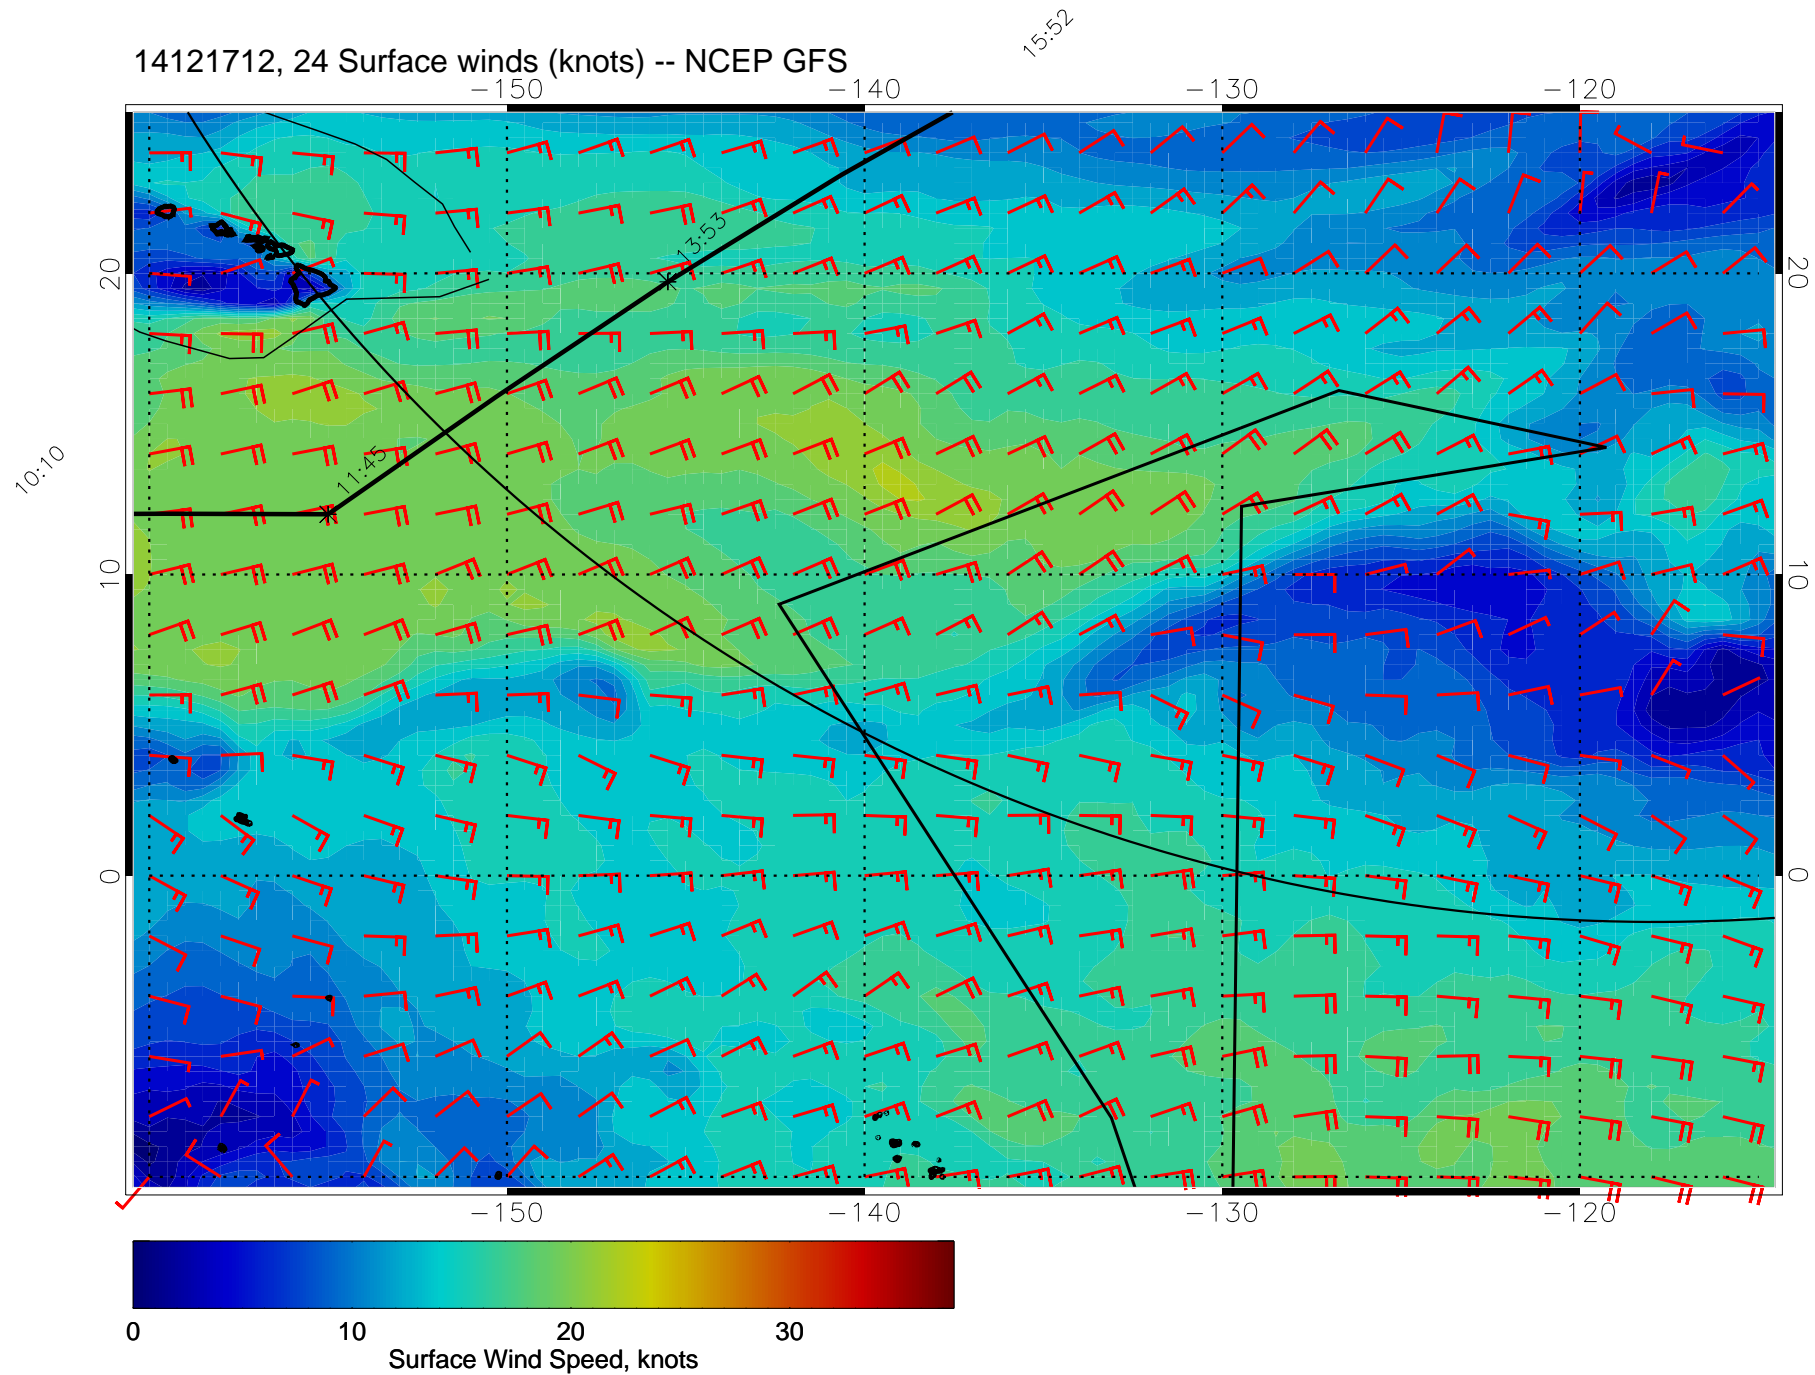 15:52
14121712, 24 Surface winds (knots) -- NCEP GFS
-150 -140 -130 -120
13:53
20 20
11:45
10:10
10 10
0 0
-150 -140 -130 -120
0 10 20 30
Surface Wind Speed, knots